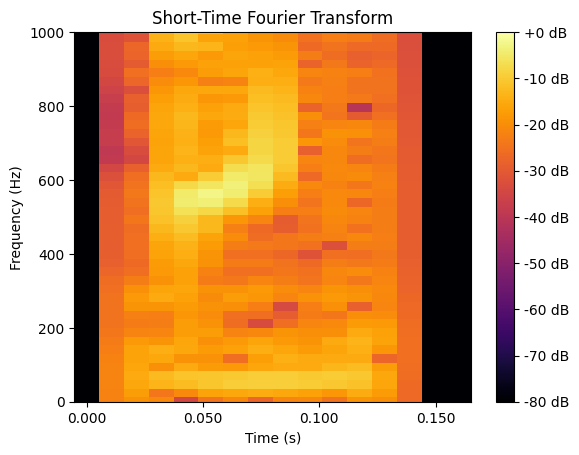 Short-Time Fourier Transform
1000
800
600
400
200
0
Frequency (Hz)
0.000
0.050
0.100
0.150
Time (s)
+0 dB
-10 dB
-20 dB
-30 dB
-40 dB
-50 dB
-60 dB
-70 dB
-80 dB